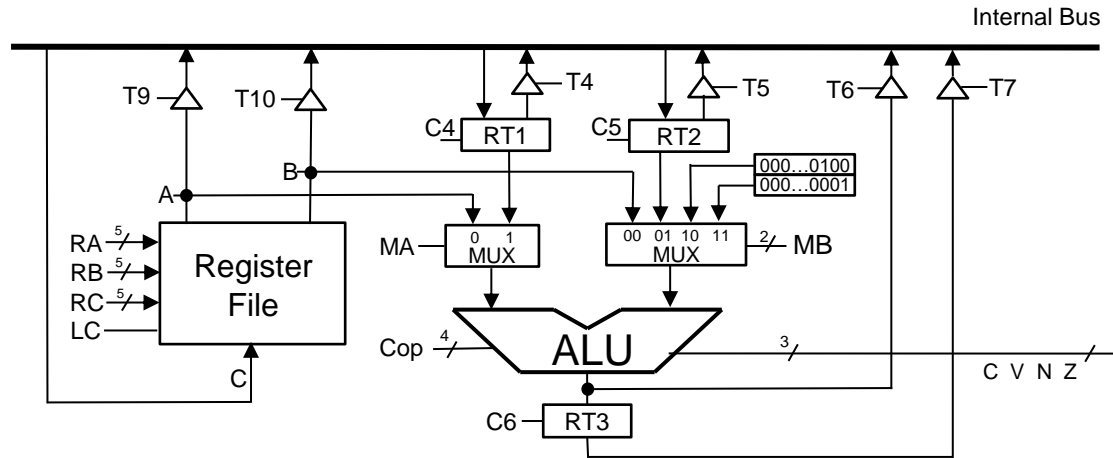 Internal Bus
T9
T10
T4
T5
T6
T7
C4
RT1
C5
RT2
000...0100
000...0001
B
A
RA
5
RB
5
RC
5
LC
Register
File
C
MA
0 1
MUX
00 01 10 11
MUX
2
MB
Cop
4
ALU
3
C V N Z
C6
RT3